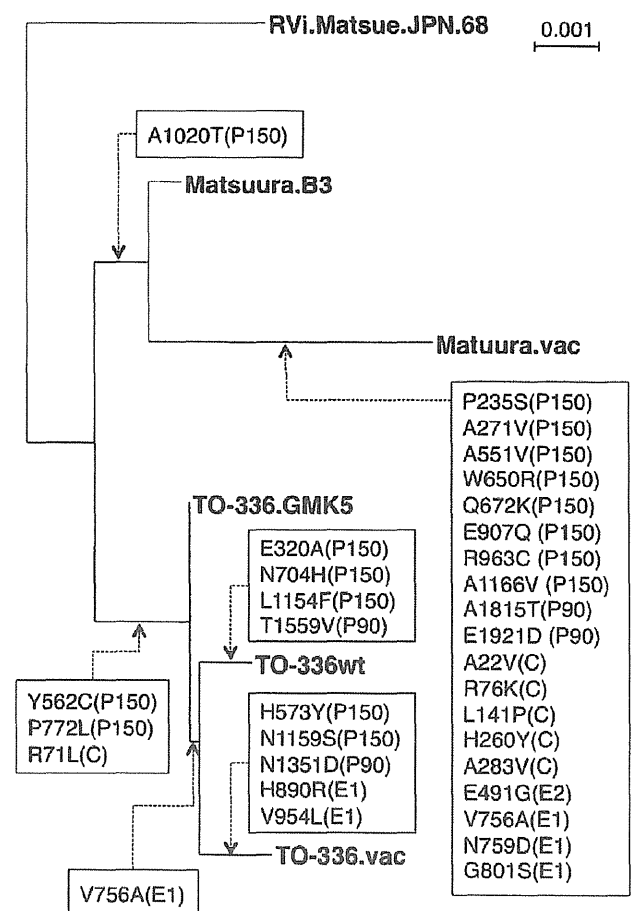 RVi.Matsue.JPN.68
0.001
A1020T(P150)
Matsuura.B3
Matuura.vac
P235S(P150)
A271V(P150)
A551V(P150)
W650R(P150)
Q672K(P150)
E907Q (P150)
R963C (P150)
A1166V (P150)
A1815T(P90)
E1921D (P90)
A22V(C)
R76K(C)
L141P(C)
H260Y(C)
A283V(C)
E491G(E2)
V756A(E1)
N759D(E1)
G801S(E1)
TO-336.GMK5
E320A(P150)
N704H(P150)
L1154F(P150)
T1559V(P90)
TO-336wt
Y562C(P150)
P772L(P150)
R71L(C)
H573Y(P150)
N1159S(P150)
N1351D(P90)
H890R(E1)
V954L(E1)
TO-336.vac
V756A(E1)